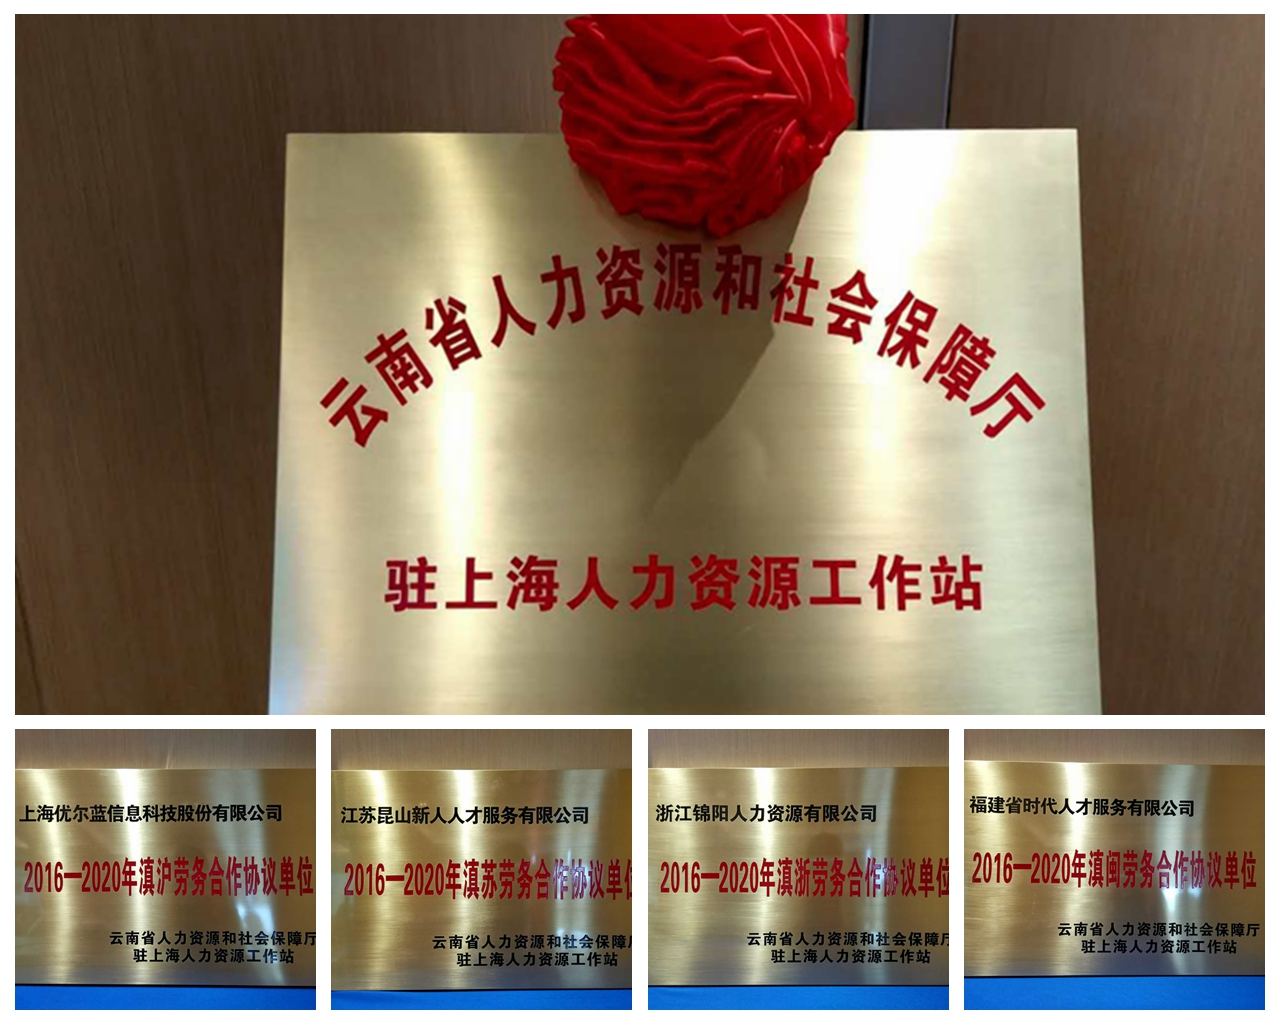 云南省人力资源和社会保障厅
驻上海人力资源工作站
上海优尔蓝信息科技股份有限公司
2016—2020年滇沪劳务合作协议单位
云南省人力资源和社会保障厅
驻上海人力资源工作站
江苏昆山新人人才服务有限公司
2016—2020年滇苏劳务合作协议单位
云南省人力资源和社会保障厅
驻上海人力资源工作站
浙江锦阳人力资源有限公司
2016—2020年滇浙劳务合作协议单位
云南省人力资源和社会保障厅
驻上海人力资源工作站
福建省时代人才服务有限公司
2016—2020年滇闽劳务合作协议单位
云南省人力资源和社会保障厅
驻上海人力资源工作站